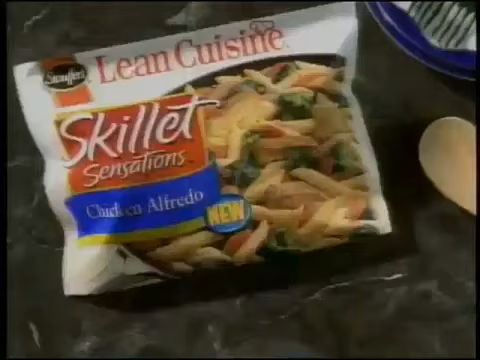 Stouffer's
Lean Cuisine
Skillet
Sensations
Chicken Alfredo
NEW